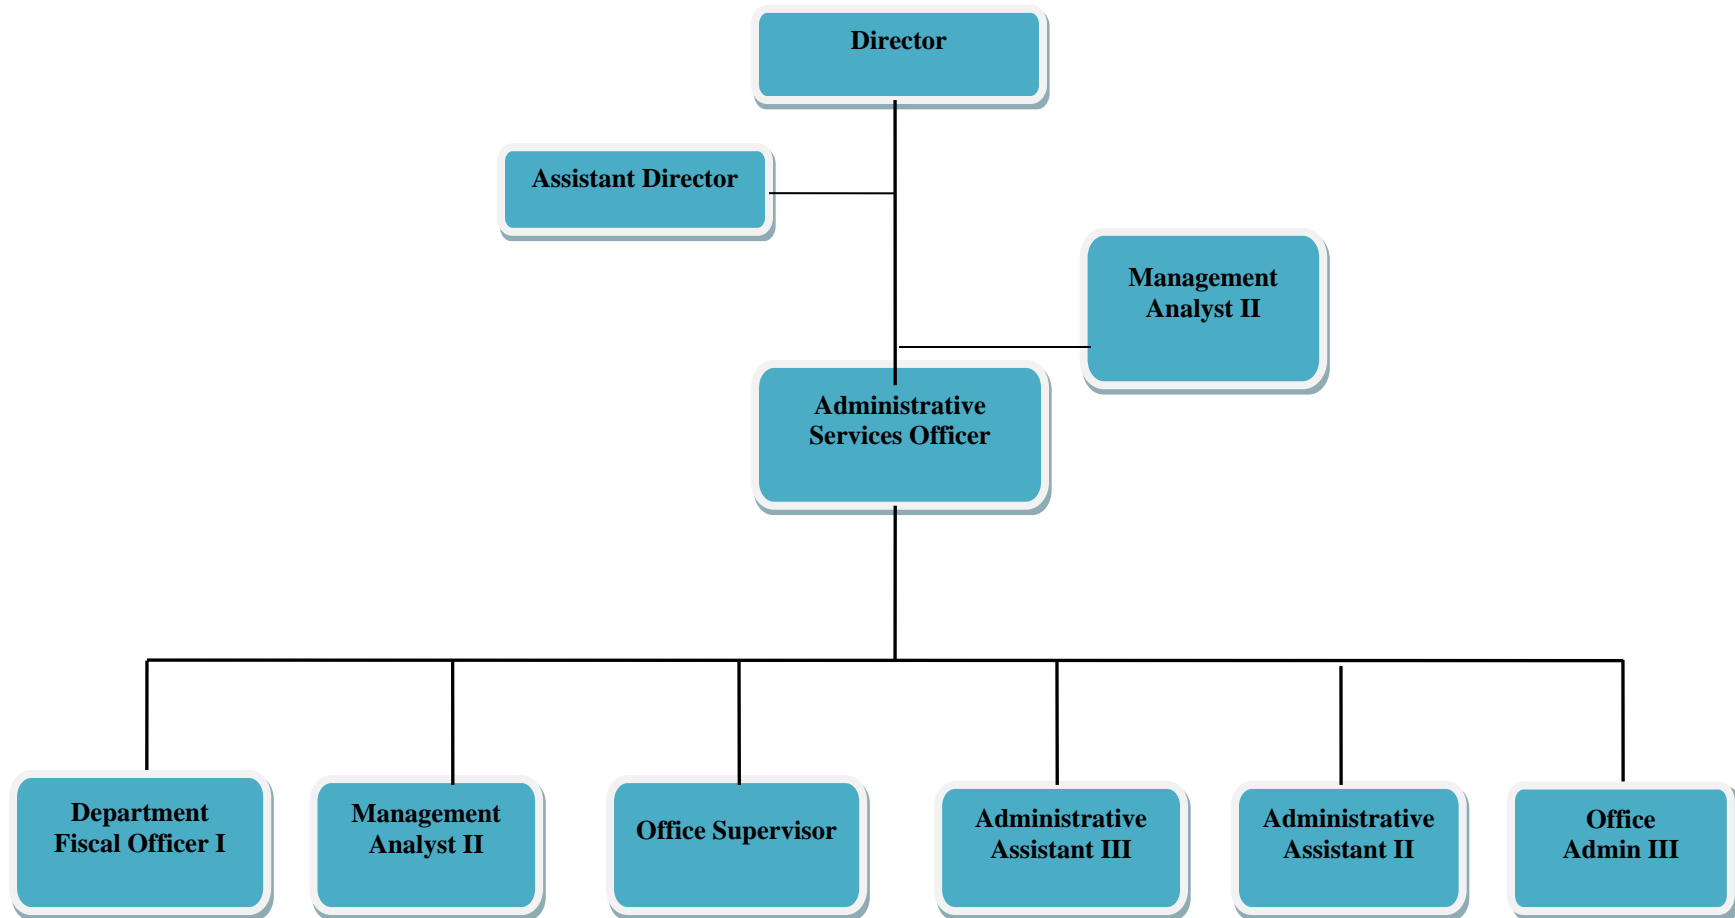 Director
Assistant Director
Management
Analyst II
Administrative
Services Officer
Department
Fiscal Officer I
Management
Analyst II
Office Supervisor
Administrative
Assistant III
Administrative
Assistant II
Office
Admin III